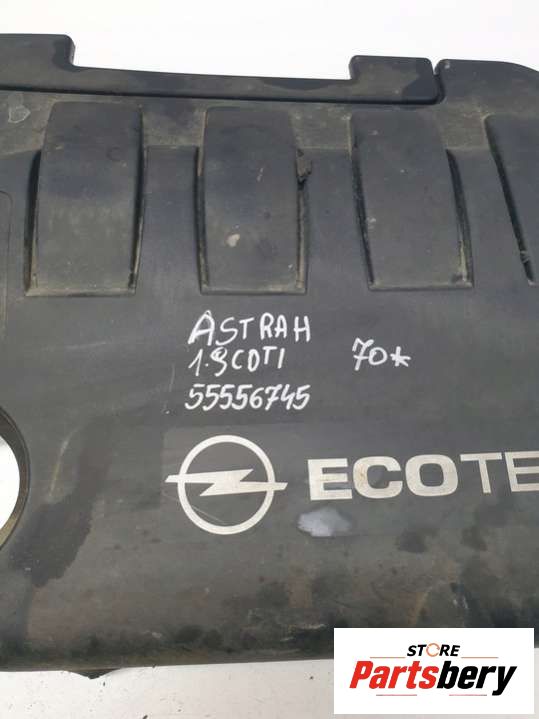 ASTRAH
1.9CDTI 70*
55556745
ECOTE
STORE
Partsbery